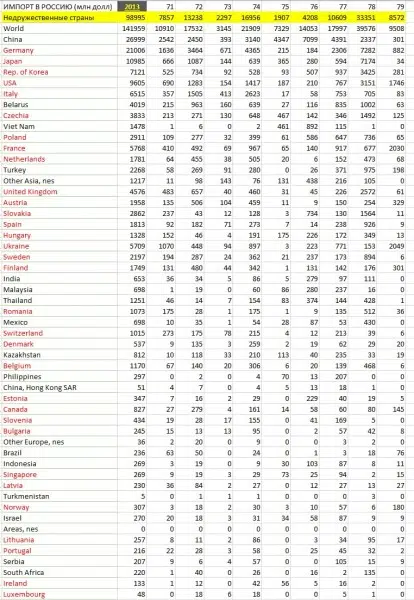 ИМПОРТ В РОССИЮ (млн долл) 2013 71 72 73 74 75 76 77 78 79
Недружественные страны 98995 7857 13238 2297 16956 1907 4208 10609 33351 8572
World 141959 10910 17532 3145 21909 7329 14053 17997 39576 9508
China 26999 2542 2450 393 3140 4347 7099 4391 2337 301
Germany 21006 1636 3464 671 4365 215 184 2306 7282 882
Japan 10985 666 1087 144 639 365 280 594 7174 34
Rep. of Korea 7121 525 734 92 528 93 507 937 3425 281
USA 9605 690 1283 154 1417 187 210 767 3151 1746
Italy 6515 357 1505 413 2623 17 58 753 705 83
Belarus 4019 215 963 160 639 27 116 835 1002 63
Czechia 3833 213 271 130 648 467 142 346 1492 125
Viet Nam 1478 1 6 0 2 461 892 115 1 0
Poland 2911 109 277 32 399 61 586 647 736 65
France 5768 410 492 69 967 65 140 917 677 2030
Netherlands 1781 64 455 38 505 20 6 152 473 68
Turkey 2268 58 269 91 280 0 26 371 975 198
Other Asia, nes 1217 11 98 143 76 131 438 216 105 0
United Kingdom 4576 483 657 40 460 31 45 226 2572 61
Austria 1958 135 506 104 459 11 9 150 254 329
Slovakia 2862 237 43 12 128 3 734 130 1564 11
Spain 1813 92 182 71 273 7 14 238 926 9
Hungary 1328 152 46 4 191 175 226 172 349 13
Ukraine 5709 1070 448 94 897 3 223 771 153 2049
Sweden 2197 194 287 24 362 21 237 173 894 6
Finland 1749 131 480 44 342 1 131 142 176 301
India 653 36 34 5 86 5 279 97 111 0
Malaysia 698 1 19 0 60 86 280 237 16 0
Thailand 1251 46 14 7 154 83 374 144 428 1
Romania 1073 175 28 1 175 1 9 135 512 36
Mexico 698 10 35 1 54 28 87 53 430 0
Switzerland 1015 273 175 78 215 4 12 213 39 6
Denmark 537 9 135 3 259 2 19 62 29 20
Kazakhstan 812 10 118 33 210 113 40 235 33 19
Belgium 1170 67 140 20 306 6 20 139 468 6
Philippines 297 0 2 0 4 70 13 207 0 0
China, Hong Kong SAR 51 4 7 0 4 5 13 18 1 0
Estonia 347 7 16 2 29 0 229 40 19 5
Canada 827 27 279 4 161 14 58 60 80 145
Slovenia 434 19 28 17 155 0 41 169 5 0
Bulgaria 245 15 13 13 95 0 2 57 42 8
Other Europe, nes 36 2 20 0 9 0 0 3 2 0
Brazil 236 63 50 0 24 0 1 3 18 76
Indonesia 269 3 19 0 9 30 103 87 8 11
Singapore 269 9 19 3 29 73 25 94 2 15
Latvia 230 36 84 2 27 0 12 27 13 27
Turkmenistan 5 0 1 1 1 0 0 0 3 0
Norway 307 3 18 2 30 3 10 57 6 180
Israel 270 20 18 3 31 34 58 87 9 9
Areas, nes 0 0 0 0 0 0 0 0 0 0
Lithuania 257 8 11 2 86 0 3 34 95 17
Portugal 216 22 28 3 58 0 25 45 32 2
Serbia 207 9 6 4 57 0 0 105 15 9
South Africa 220 1 40 0 26 0 16 2 135 0
Ireland 133 1 12 0 42 56 5 16 2 0
Luxembourg 48 0 18 6 18 0 0 5 1 0